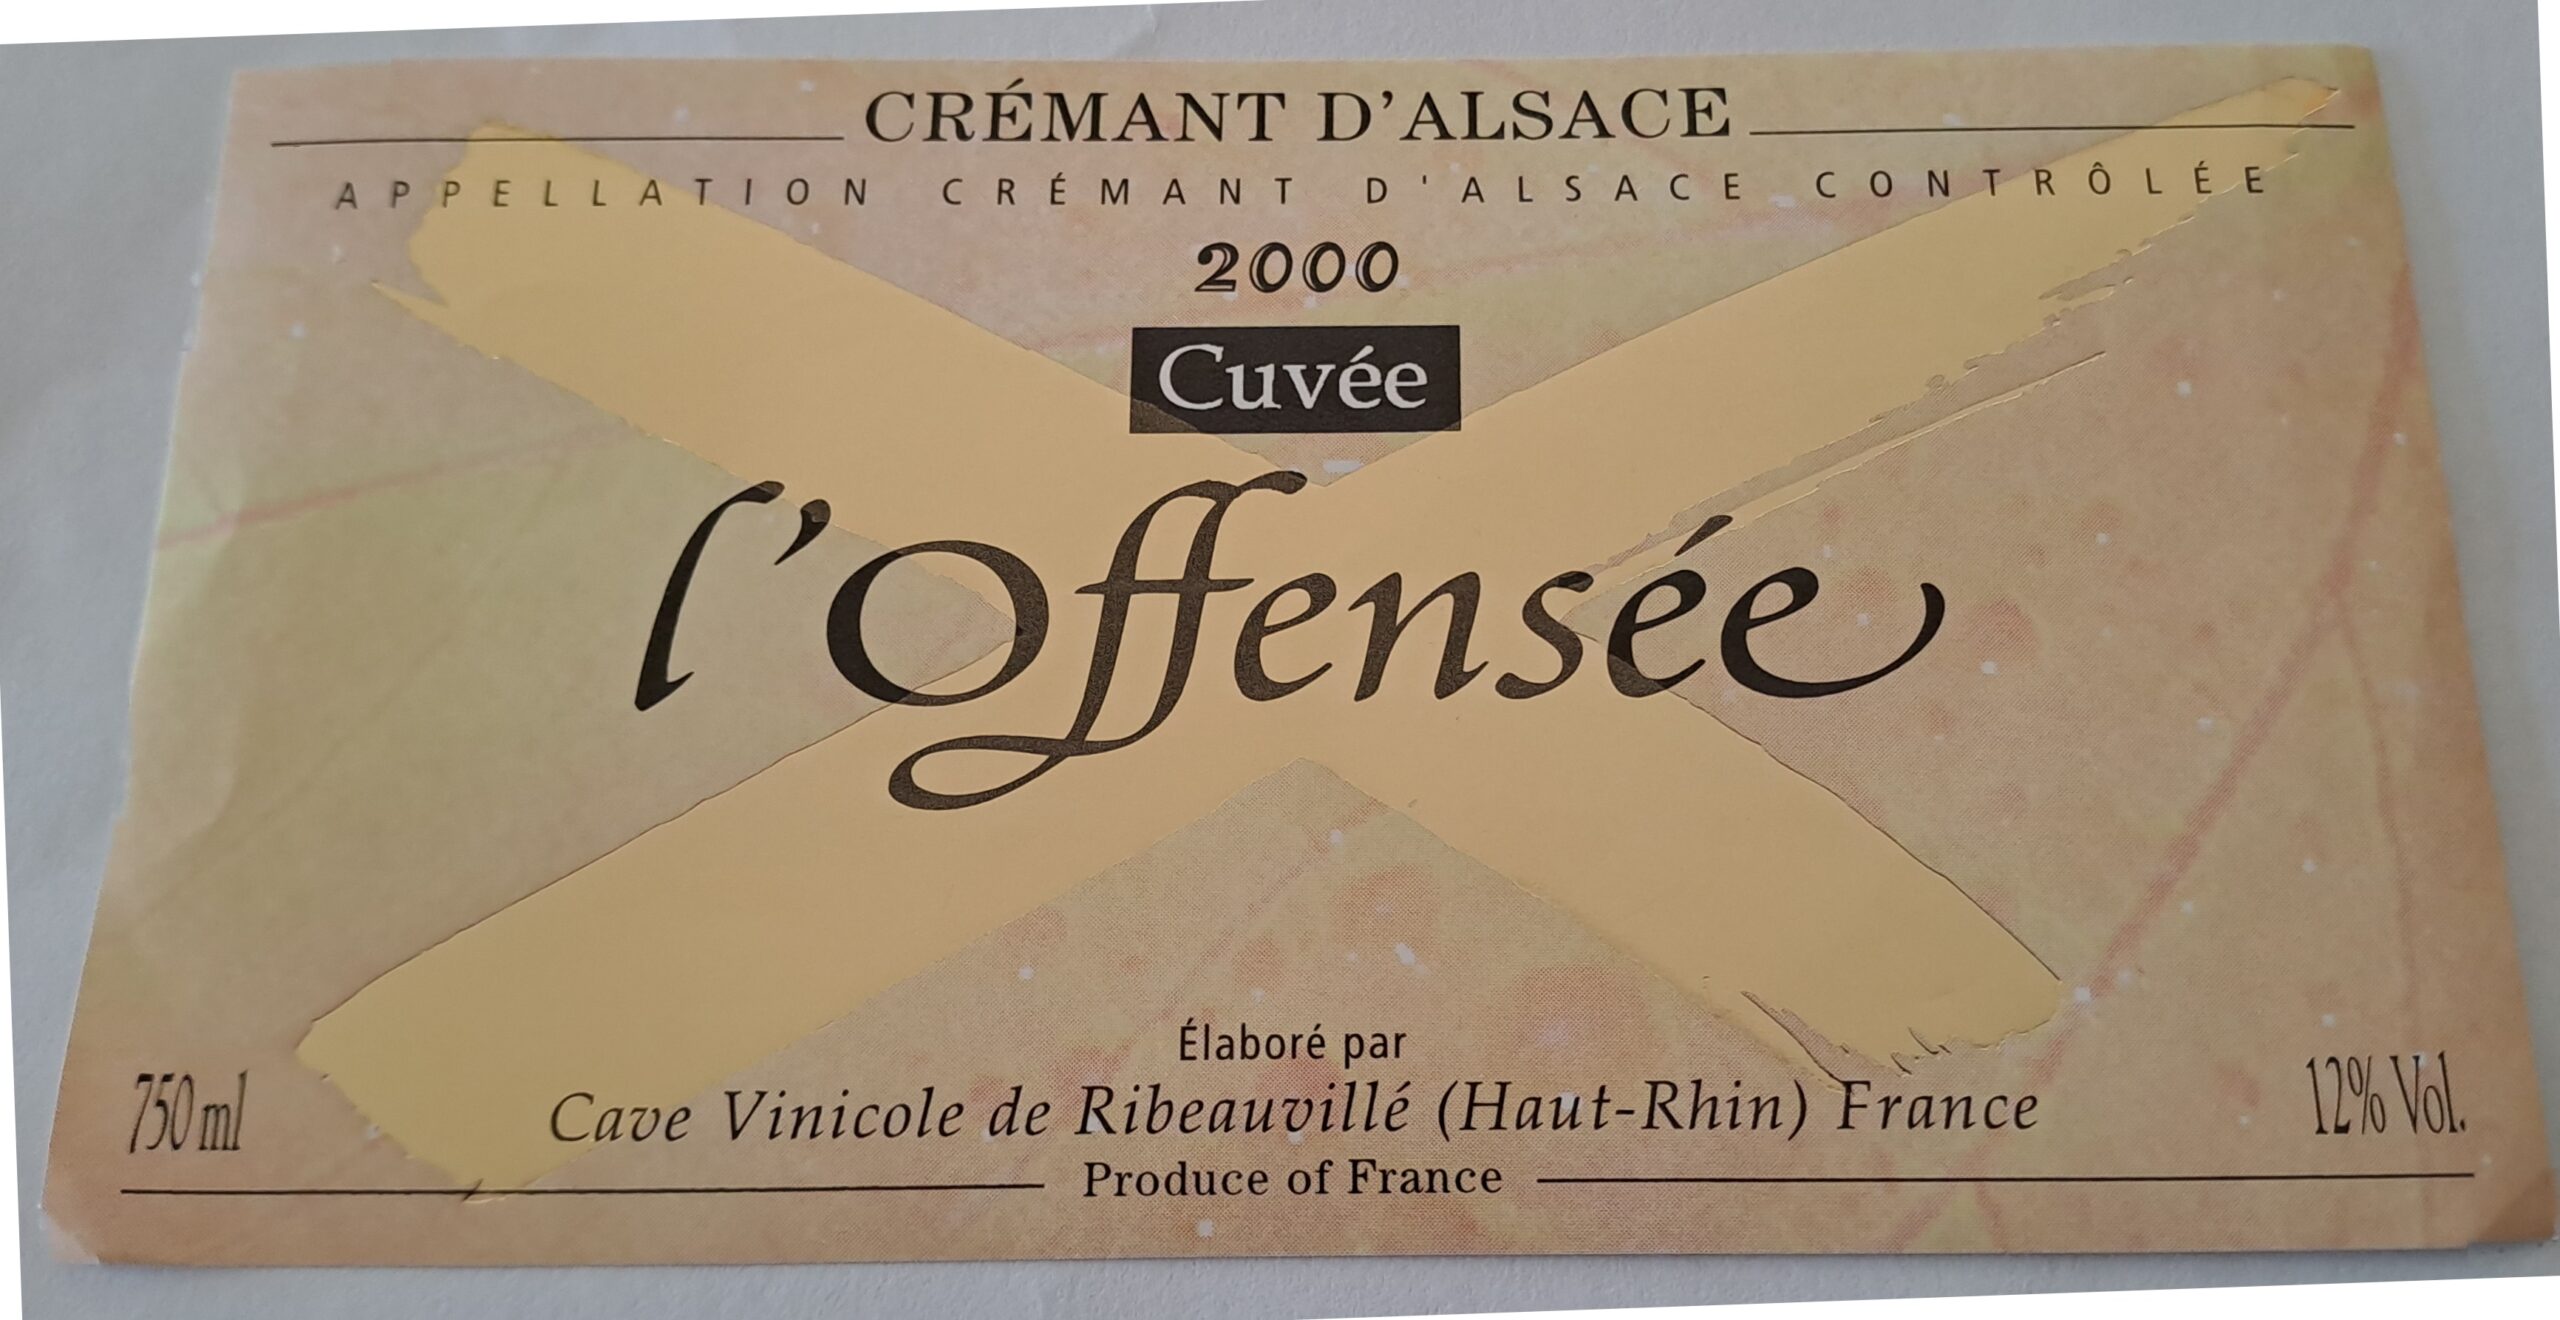 CRÉMANT D'ALSACE
APPELLATION CRÉMANT D'ALSACE CONTRÔLÉE
2000
Cuvée
l'Offensée
Élaboré par
750 ml Cave Vinicole de Ribeauvillé (Haut-Rhin) France 12% Vol.
Produce of France